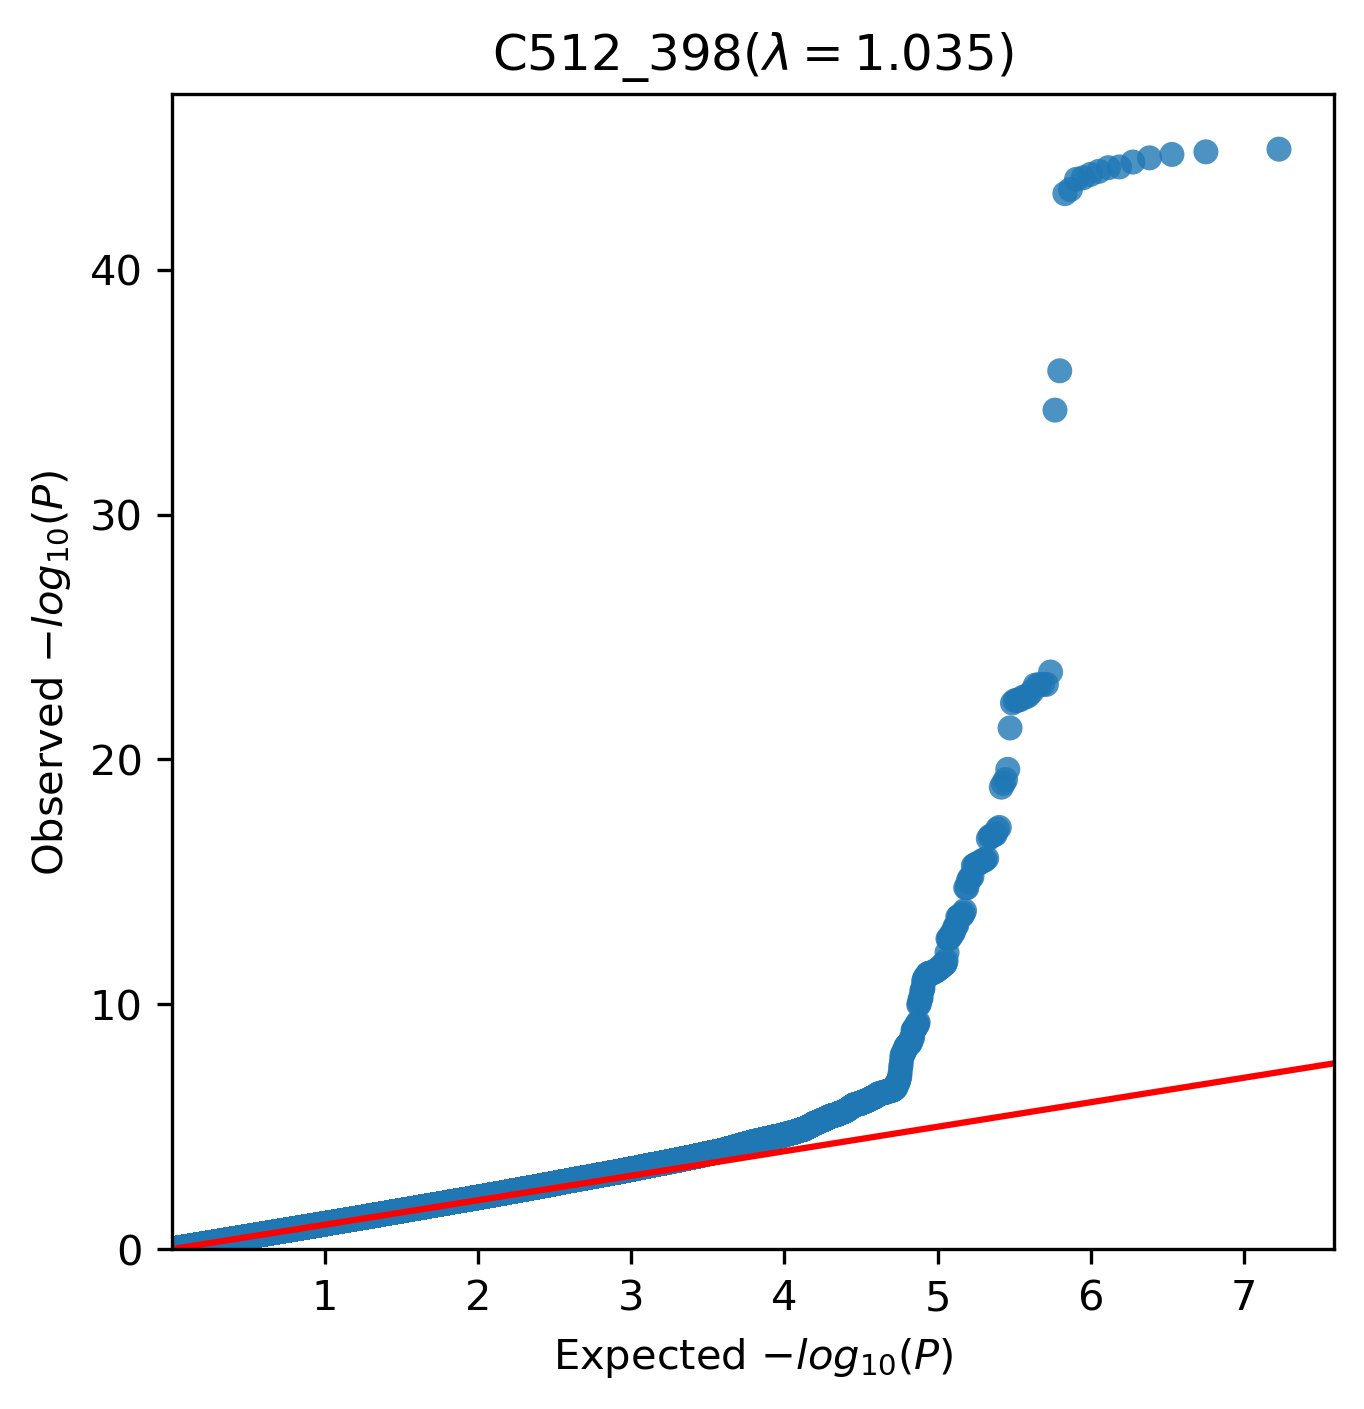 C512_398(λ = 1.035)
Observed −log₁₀(P)
40
30
20
10
0
1 2 3 4 5 6 7
Expected −log₁₀(P)